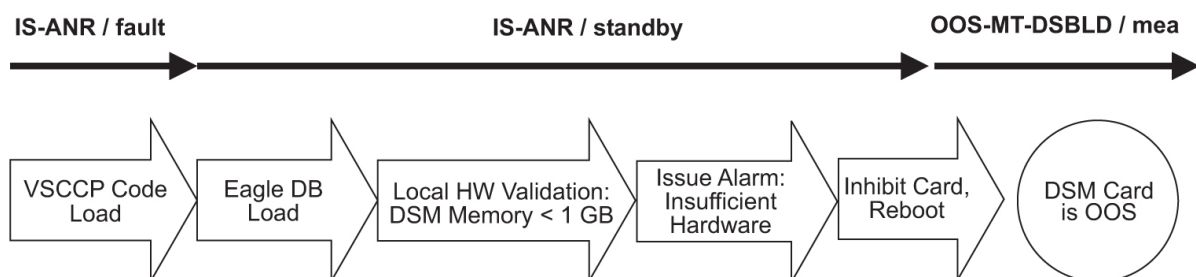 IS-ANR / fault
IS-ANR / standby
OOS-MT-DSBLD / mea
VSCCP Code
Load
Eagle DB
Load
Local HW Validation:
DSM Memory < 1 GB
Issue Alarm:
Insufficient
Hardware
Inhibit Card,
Reboot
DSM Card
is OOS